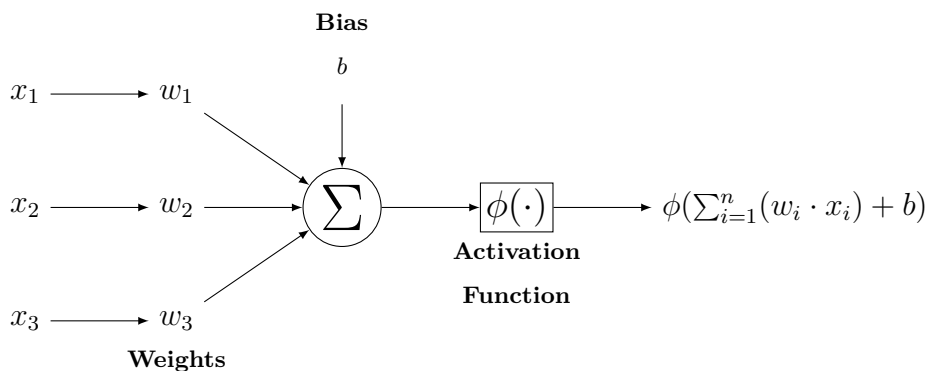 Bias
b
x₁ w₁
x₂ w₂ ∑ ϕ(·) ϕ(∑ⁿᵢ₌₁(wᵢ · xᵢ) + b)
Activation
Function
x₃ w₃
Weights